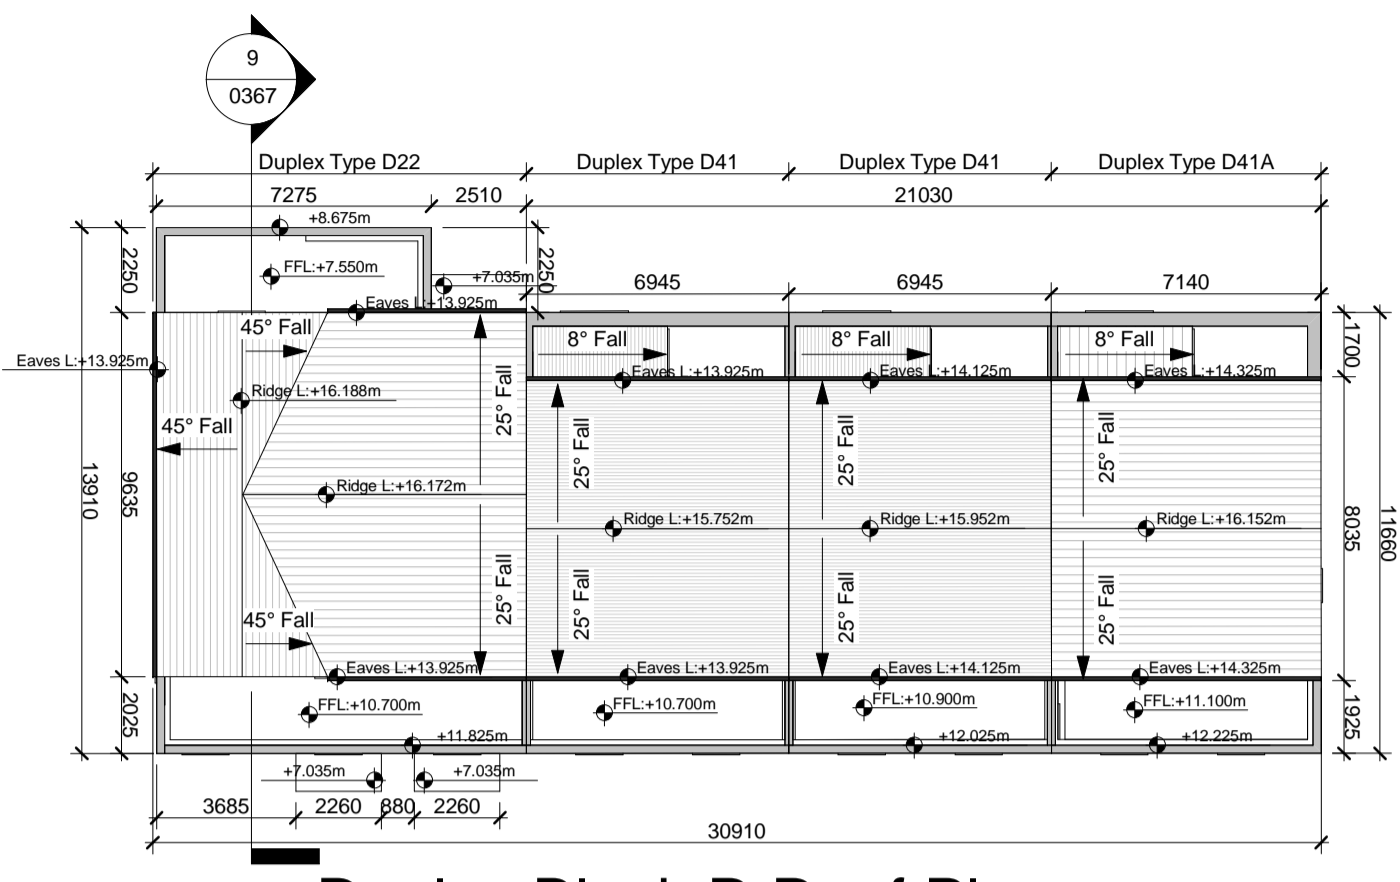 9
0367
Duplex Type D22
Duplex Type D41
Duplex Type D41
Duplex Type D41A
7275
2510
21030
+8.675m
FFL:+7.550m
+7.035m
2250
2250
6945
6945
7140
Eaves L:+13.925m
45° Fall
8° Fall
8° Fall
8° Fall
1700
Eaves L:+13.925m
Eaves L:+13.925m
Eaves L:+14.125m
Eaves L:+14.325m
Ridge L:+16.188m
45° Fall
25° Fall
25° Fall
25° Fall
25° Fall
13910
9635
Ridge L:+16.172m
Ridge L:+15.752m
Ridge L:+15.952m
Ridge L:+16.152m
8035
11660
25° Fall
25° Fall
25° Fall
25° Fall
45° Fall
Eaves L:+13.925m
Eaves L:+13.925m
Eaves L:+14.125m
Eaves L:+14.325m
2025
FFL:+10.700m
FFL:+10.700m
FFL:+10.900m
FFL:+11.100m
1925
+11.825m
+12.025m
+12.225m
+7.035m
+7.035m
3685
2260
880
2260
30910